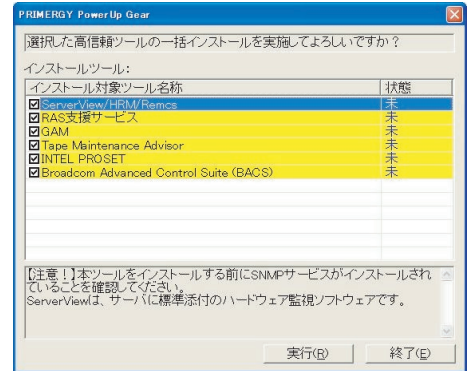 PRIMERGY PowerUp Gear
選択した高信頼ツールの一括インストールを実施してよろしいですか？
インストールツール：
インストール対象ツール名称 状態
ServerView/HRM/Remcs 未
RAS支援サービス 未
GAM 未
Tape Maintenance Advisor 未
INTEL PROSET 未
Broadcom Advanced Control Suite (BACS) 未
【注意！】本ツールをインストールする前にSNMPサービスがインストールされ
ていることを確認してください。
ServerViewは、サーバに標準添付のハードウェア監視ソフトウェアです。
実行(R) 終了(E)